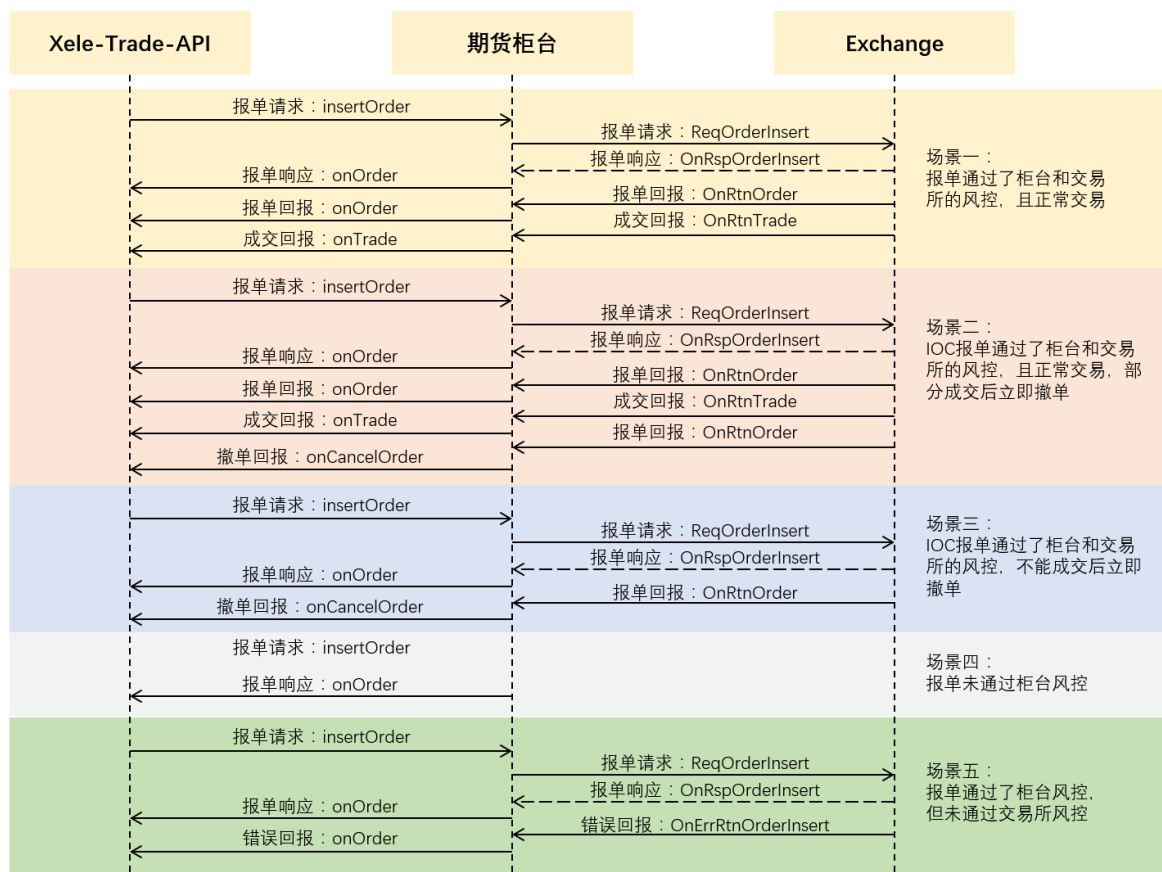 Xele-Trade-API
期货柜台
Exchange
报单请求：insertOrder
报单请求：ReqOrderInsert
报单响应：OnRspOrderInsert
报单响应：onOrder
报单回报：OnRtnOrder
报单回报：onOrder
成交回报：OnRtnTrade
成交回报：onTrade
场景一：
报单通过了柜台和交易
所的风控，且正常交易
报单请求：insertOrder
报单请求：ReqOrderInsert
报单响应：OnRspOrderInsert
报单响应：onOrder
报单回报：OnRtnOrder
报单回报：onOrder
成交回报：OnRtnTrade
成交回报：onTrade
报单回报：OnRtnOrder
撤单回报：onCancelOrder
场景二：
IOC报单通过了柜台和交易
所的风控，且正常交易，部
分成交后立即撤单
报单请求：insertOrder
报单请求：ReqOrderInsert
报单响应：OnRspOrderInsert
报单响应：onOrder
报单回报：OnRtnOrder
撤单回报：onCancelOrder
场景三：
IOC报单通过了柜台和交易
所的风控，不能成交后立即
撤单
报单请求：insertOrder
报单响应：onOrder
场景四：
报单未通过柜台风控
报单请求：insertOrder
报单请求：ReqOrderInsert
报单响应：OnRspOrderInsert
报单响应：onOrder
错误回报：OnErrRtnOrderInsert
错误回报：onOrder
场景五：
报单通过了柜台风控，
但未通过交易所风控